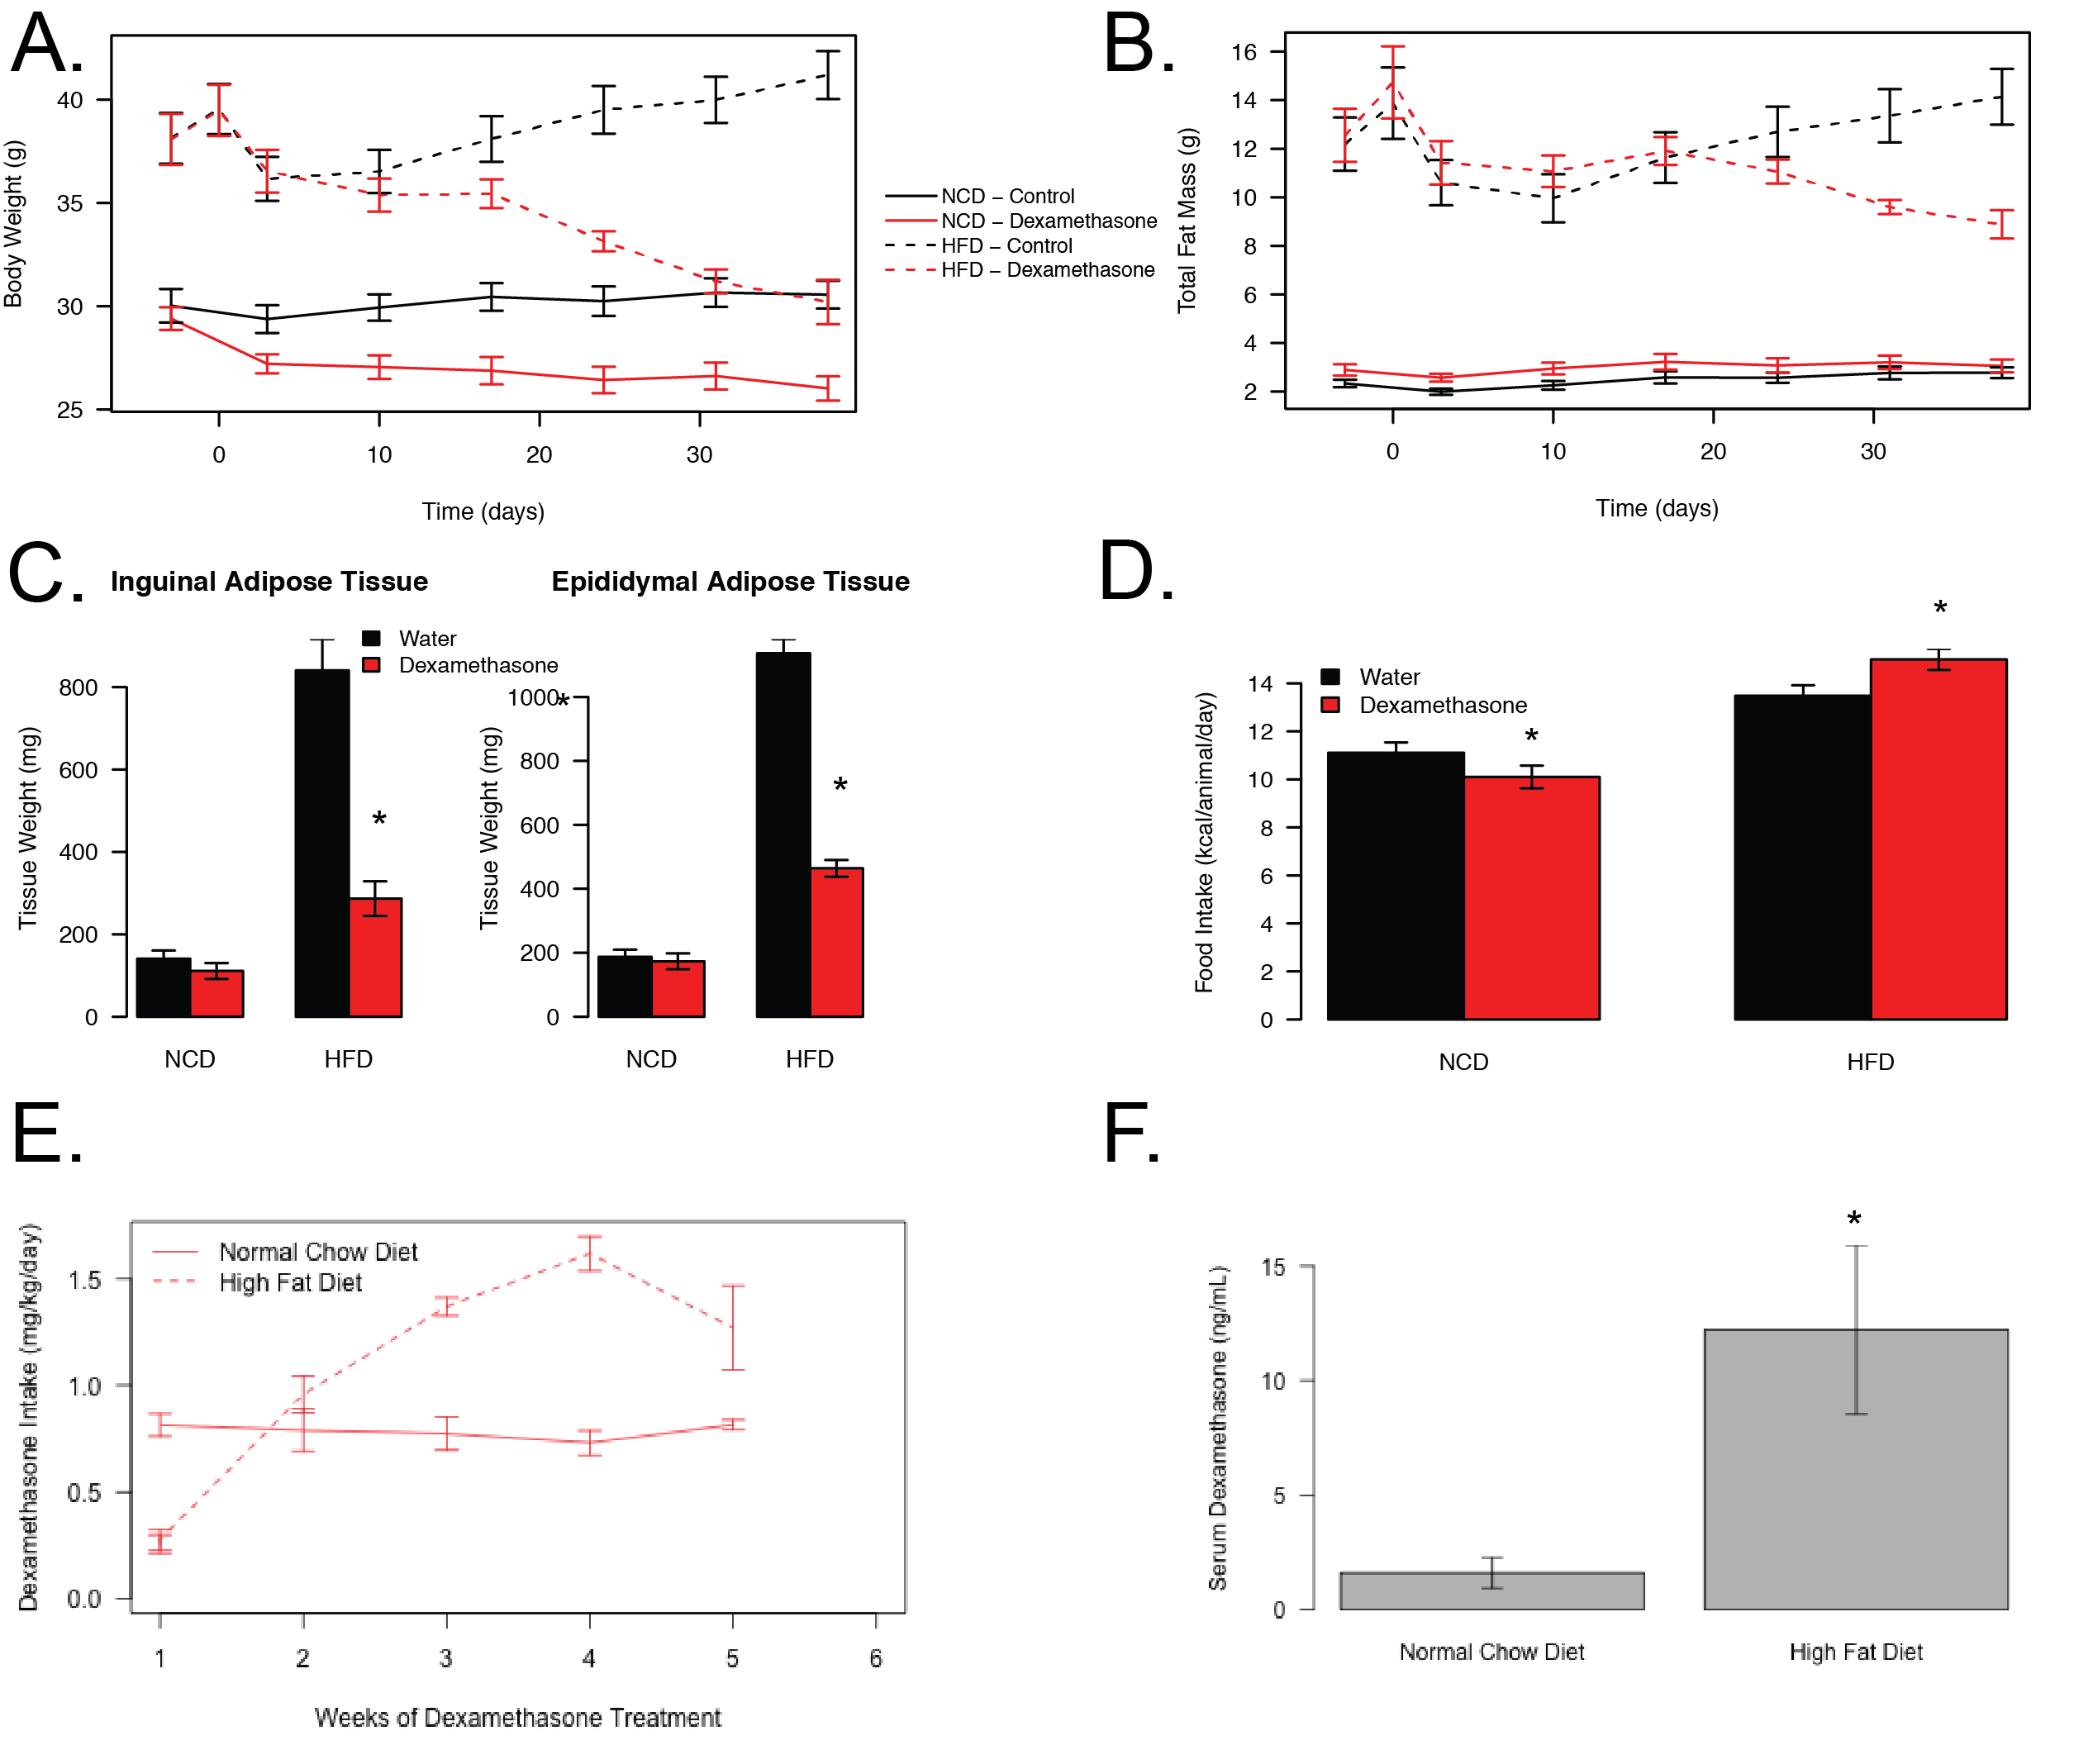 A.
Body Weight (g)
40
35
30
25
0 10 20 30
Time (days)
NCD – Control
NCD – Dexamethasone
HFD – Control
HFD – Dexamethasone
B.
Total Fat Mass (g)
16
14
12
10
8
6
4
2
0 10 20 30
Time (days)
C.
Inguinal Adipose Tissue
Water
Dexamethasone
Tissue Weight (mg)
800
600
400
200
0
*
NCD HFD
Epididymal Adipose Tissue
Tissue Weight (mg)
1000
*
800
600
400
200
0
*
NCD HFD
D.
Water
Dexamethasone
Food Intake (kcal/animal/day)
14
12
10
8
6
4
2
0
*
*
NCD HFD
E.
Normal Chow Diet
High Fat Diet
Dexamethasone Intake (mg/kg/day)
1.5
1.0
0.5
0.0
1 2 3 4 5 6
Weeks of Dexamethasone Treatment
F.
*
Serum Dexamethasone (ng/mL)
15
10
5
0
Normal Chow Diet High Fat Diet